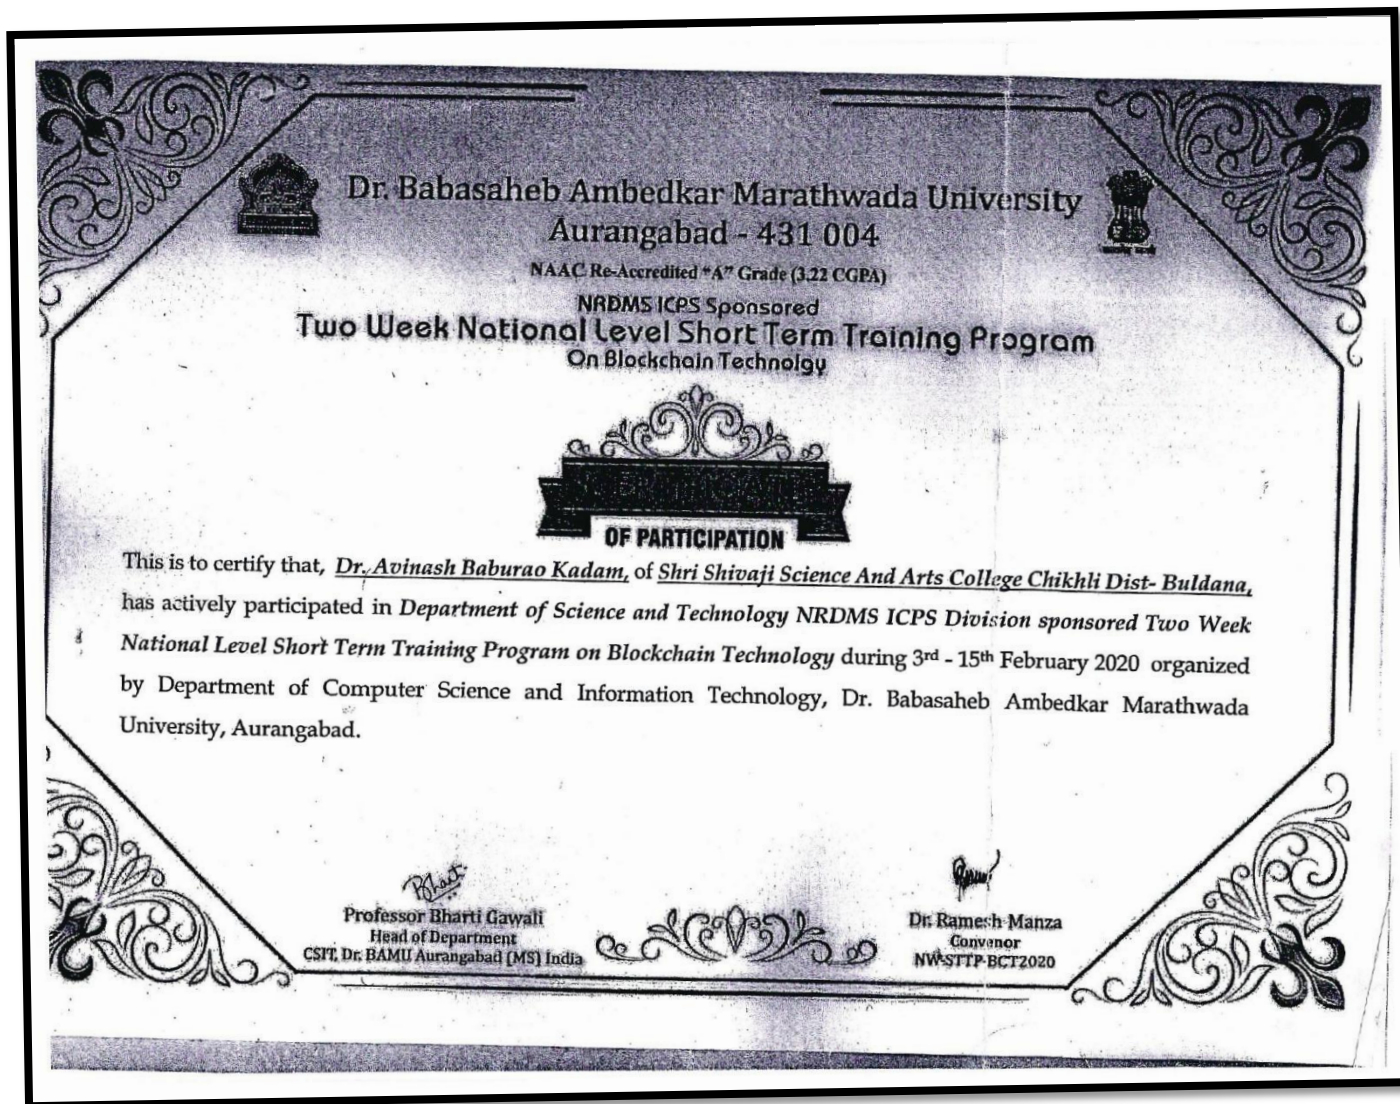 Dr. Babasaheb Ambedkar Marathwada University
Aurangabad - 431 004
NAAC Re-Accredited "A" Grade (3.22 CGPA)
NRDMS ICPS Sponsored
Two Week National Level Short Term Training Program
On Blockchain Technolgy
CERTIFICATE
OF PARTICIPATION
This is to certify that, Dr. Avinash Baburao Kadam, of Shri Shivaji Science And Arts College Chikhli Dist- Buldana,
has actively participated in Department of Science and Technology NRDMS ICPS Division sponsored Two Week
National Level Short Term Training Program on Blockchain Technology during 3rd - 15th February 2020 organized
by Department of Computer Science and Information Technology, Dr. Babasaheb Ambedkar Marathwada
University, Aurangabad.
Bharti
Professor Bharti Gawali
Head of Department
CSIT, Dr. BAMU Aurangabad (MS) India
Dr. Ramesh Manza
Convenor
NW-STTP-BCT2020